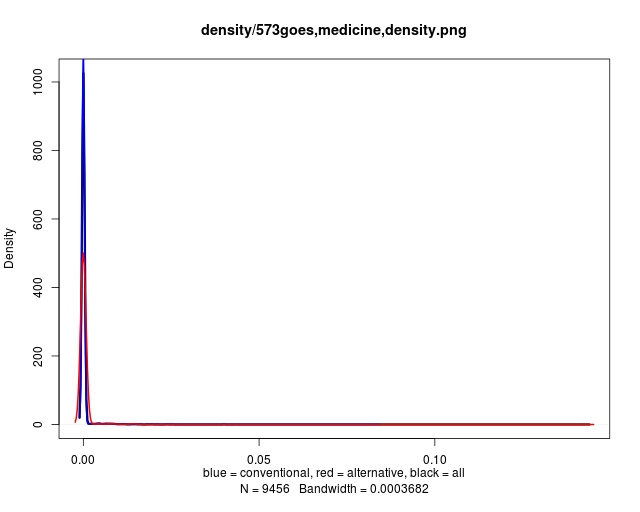 density/573goes,medicine,density.png
Density
0
200
400
600
800
1000
0.00
0.05
0.10
blue = conventional, red = alternative, black = all
N = 9456 Bandwidth = 0.0003682